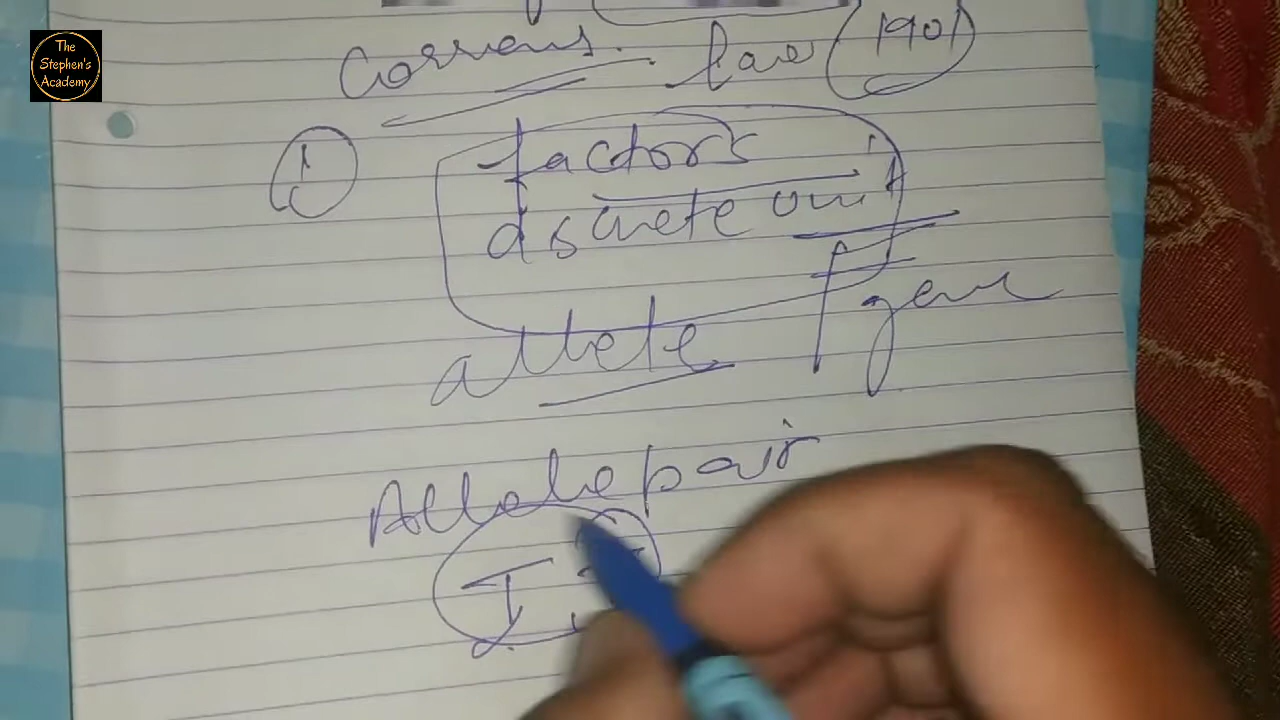 The
Stephen's
Academy
Correns. law (1901)
1
factors
discrete unit
allele gene
Allele pair
T